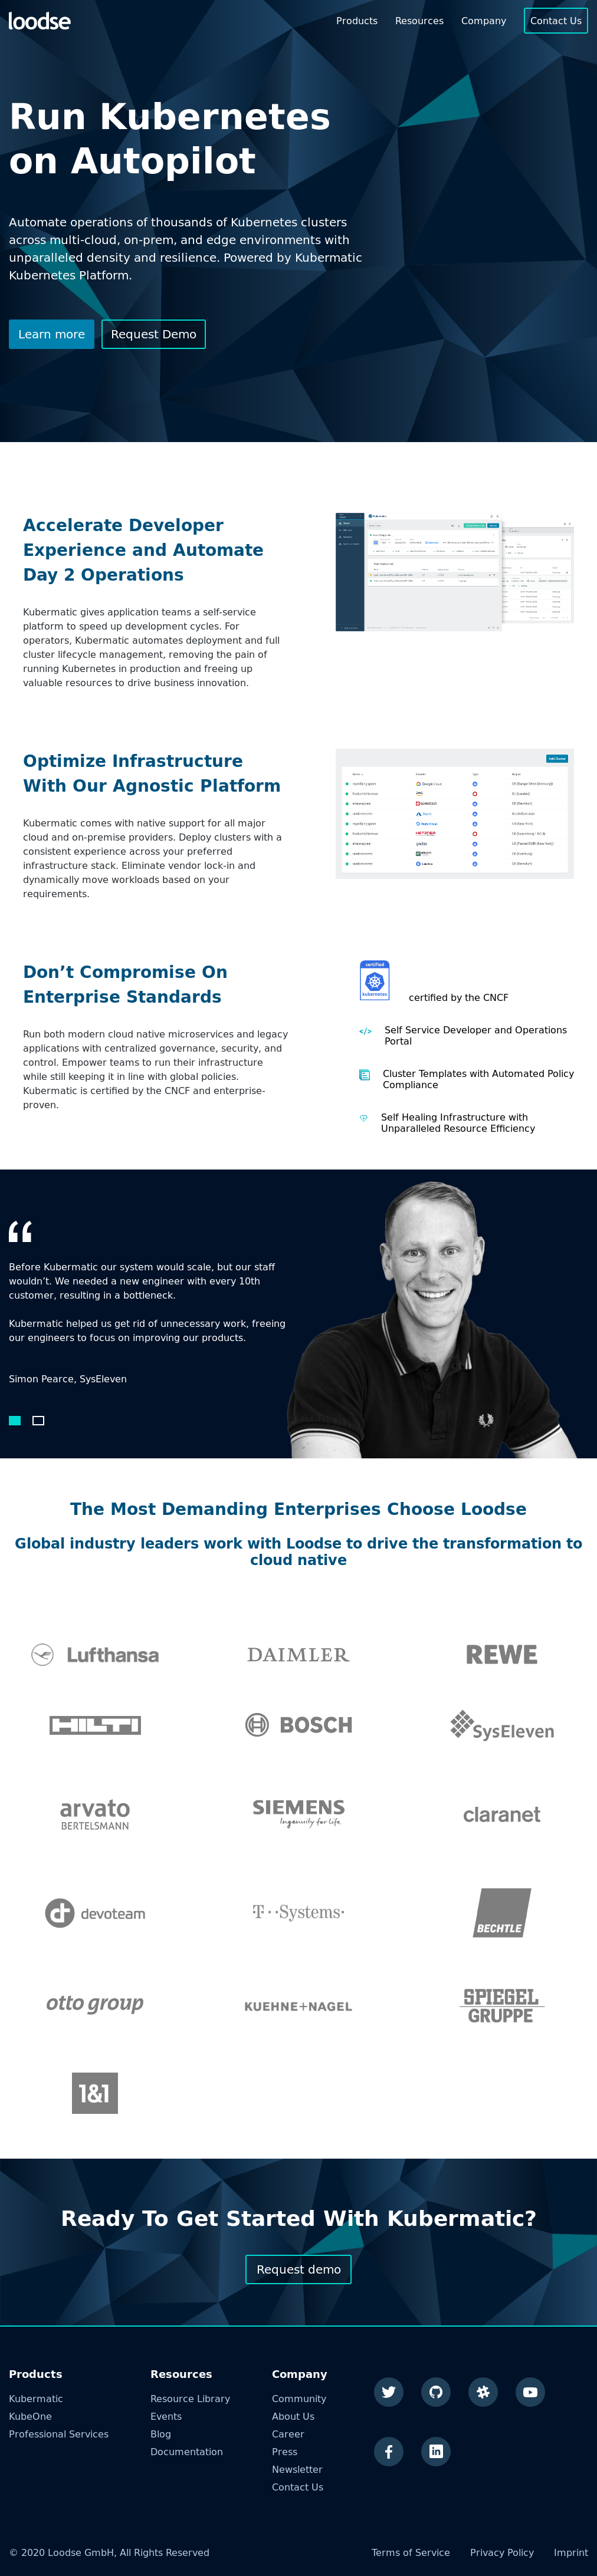 loodse
Products Resources Company Contact Us
Run Kubernetes
on Autopilot
Automate operations of thousands of Kubernetes clusters
across multi-cloud, on-prem, and edge environments with
unparalleled density and resilience. Powered by Kubermatic
Kubernetes Platform.
Learn more Request Demo
Accelerate Developer
Experience and Automate
Day 2 Operations
Kubermatic gives application teams a self-service
platform to speed up development cycles. For
operators, Kubermatic automates deployment and full
cluster lifecycle management, removing the pain of
running Kubernetes in production and freeing up
valuable resources to drive business innovation.
Optimize Infrastructure
With Our Agnostic Platform
Kubermatic comes with native support for all major
cloud and on-premise providers. Deploy clusters with a
consistent experience across your preferred
infrastructure stack. Eliminate vendor lock-in and
dynamically move workloads based on your
requirements.
Don’t Compromise On
Enterprise Standards
Run both modern cloud native microservices and legacy
applications with centralized governance, security, and
control. Empower teams to run their infrastructure
while still keeping it in line with global policies.
Kubermatic is certified by the CNCF and enterprise-
proven.
certified
kubernetes
certified by the CNCF
Self Service Developer and Operations
Portal
Cluster Templates with Automated Policy
Compliance
Self Healing Infrastructure with
Unparalleled Resource Efficiency
“
Before Kubermatic our system would scale, but our staff
wouldn’t. We needed a new engineer with every 10th
customer, resulting in a bottleneck.
Kubermatic helped us get rid of unnecessary work, freeing
our engineers to focus on improving our products.
Simon Pearce, SysEleven
The Most Demanding Enterprises Choose Loodse
Global industry leaders work with Loodse to drive the transformation to
cloud native
Lufthansa DAIMLER REWE
HILTI BOSCH SysEleven
arvato
BERTELSMANN
SIEMENS
Ingenuity for life
claranet
devoteam T··Systems· BECHTLE
otto group KUEHNE+NAGEL SPIEGEL
GRUPPE
1&1
Ready To Get Started With Kubermatic?
Request demo
Products
Kubermatic
KubeOne
Professional Services
Resources
Resource Library
Events
Blog
Documentation
Company
Community
About Us
Career
Press
Newsletter
Contact Us
© 2020 Loodse GmbH, All Rights Reserved
Terms of Service Privacy Policy Imprint